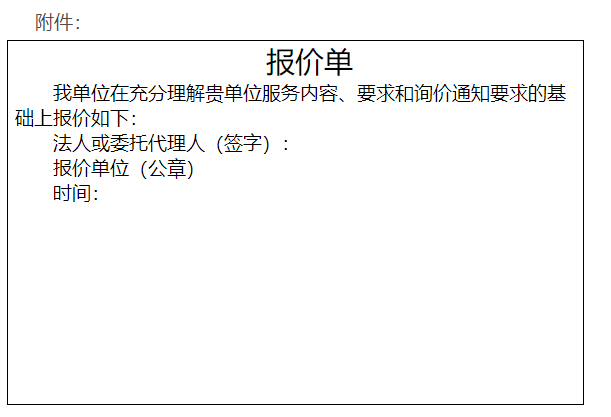 附件：
报价单
我单位在充分理解贵单位服务内容、要求和询价通知要求的基
础上报价如下：
法人或委托代理人（签字）：
报价单位（公章）
时间：